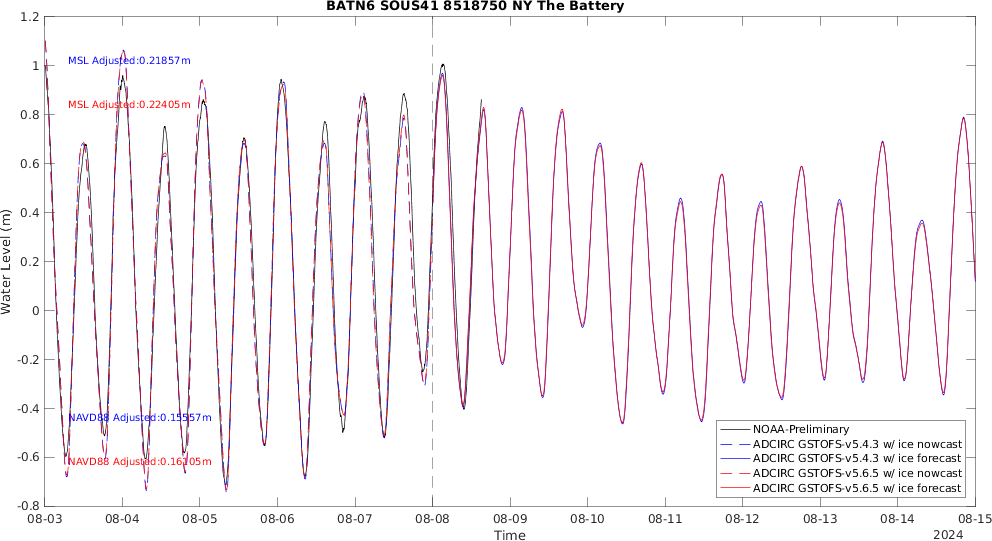 BATN6 SOUS41 8518750 NY The Battery
1.2
1
0.8
0.6
0.4
0.2
0
-0.2
-0.4
-0.6
-0.8
Water Level (m)
MSL Adjusted:0.21857m
MSL Adjusted:0.22405m
NAVD88 Adjusted:0.15557m
NAVD88 Adjusted:0.16105m
NOAA-Preliminary
ADCIRC GSTOFS-v5.4.3 w/ ice nowcast
ADCIRC GSTOFS-v5.4.3 w/ ice forecast
ADCIRC GSTOFS-v5.6.5 w/ ice nowcast
ADCIRC GSTOFS-v5.6.5 w/ ice forecast
08-03 08-04 08-05 08-06 08-07 08-08 08-09 08-10 08-11 08-12 08-13 08-14 08-15
Time
2024